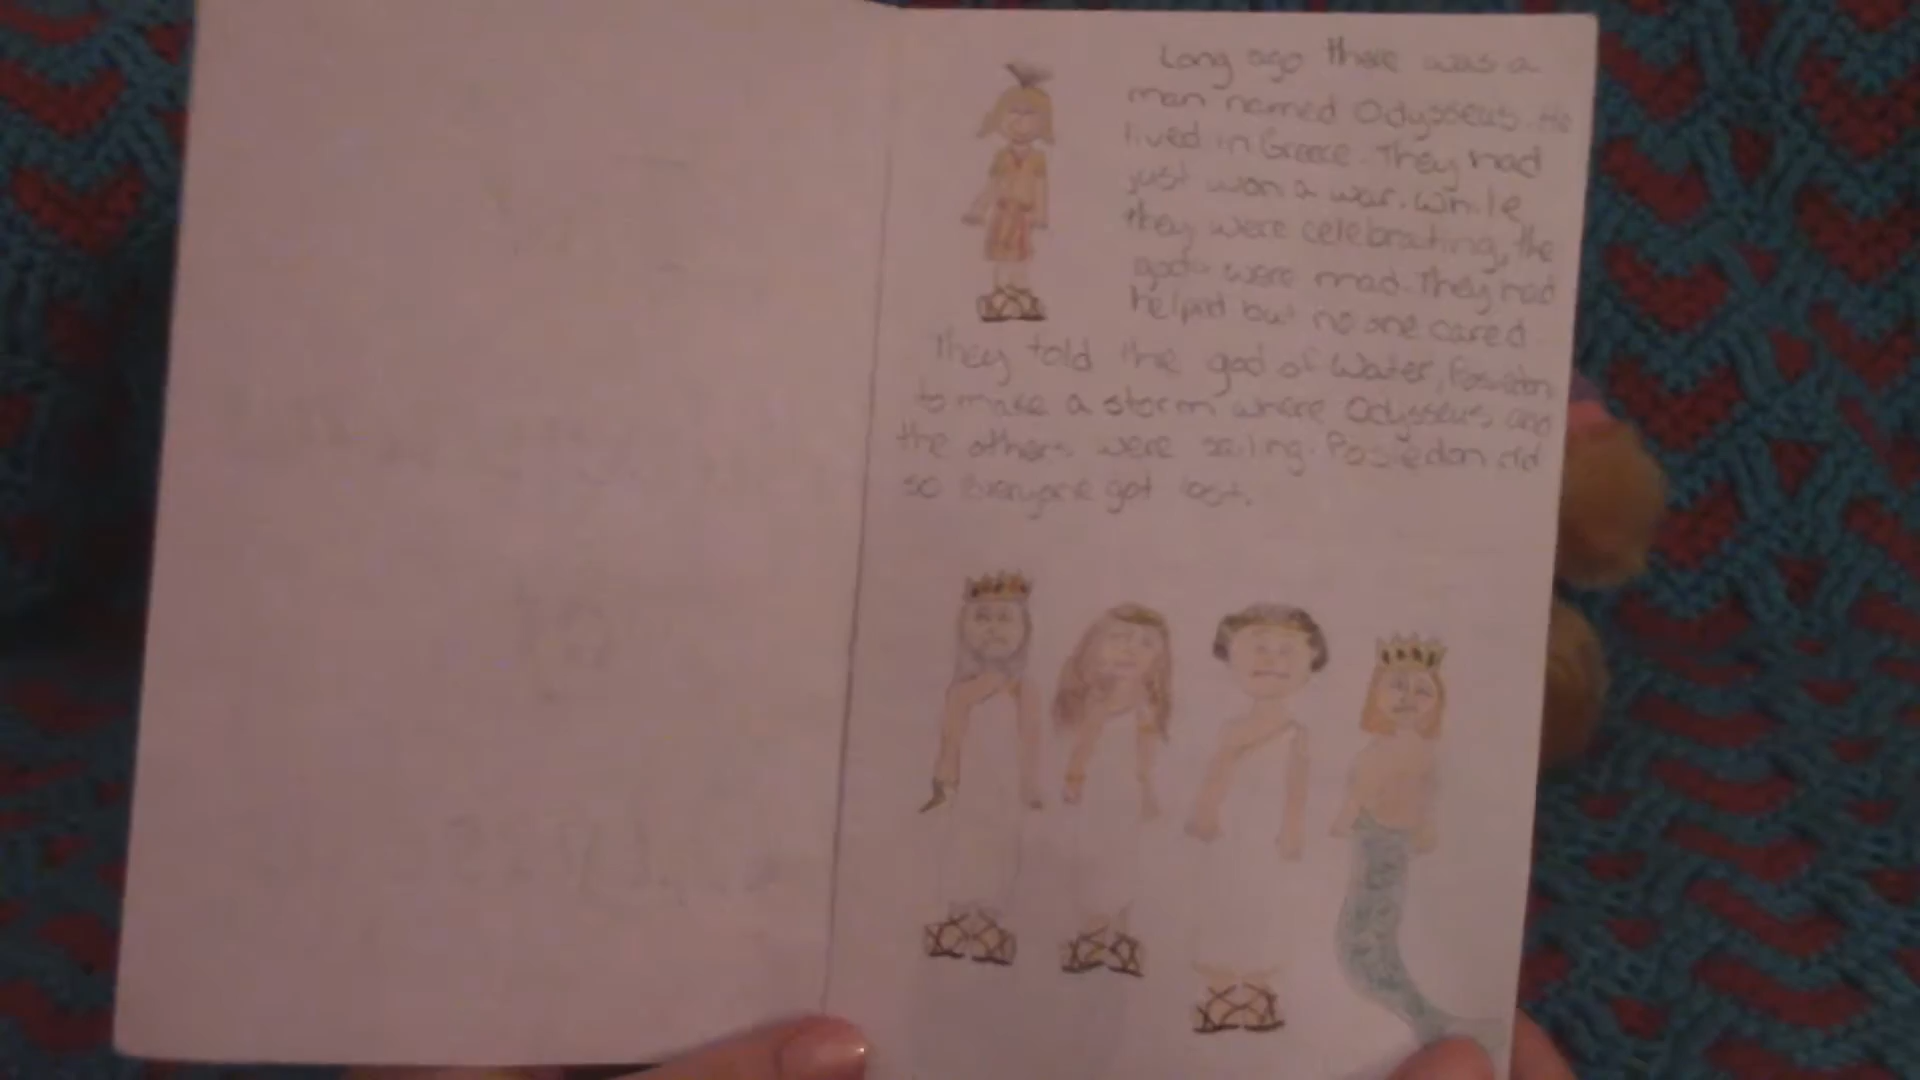 Long ago there was a
man named Odysseus. He
lived in Greece. They had
just won a war. While
they were celebrating, the
gods were mad. They had
helped but no one cared
They told the god of Water, Poseidon
to make a storm where Odysseus and
the others were sailing. Posiedon did
so everyone got lost.